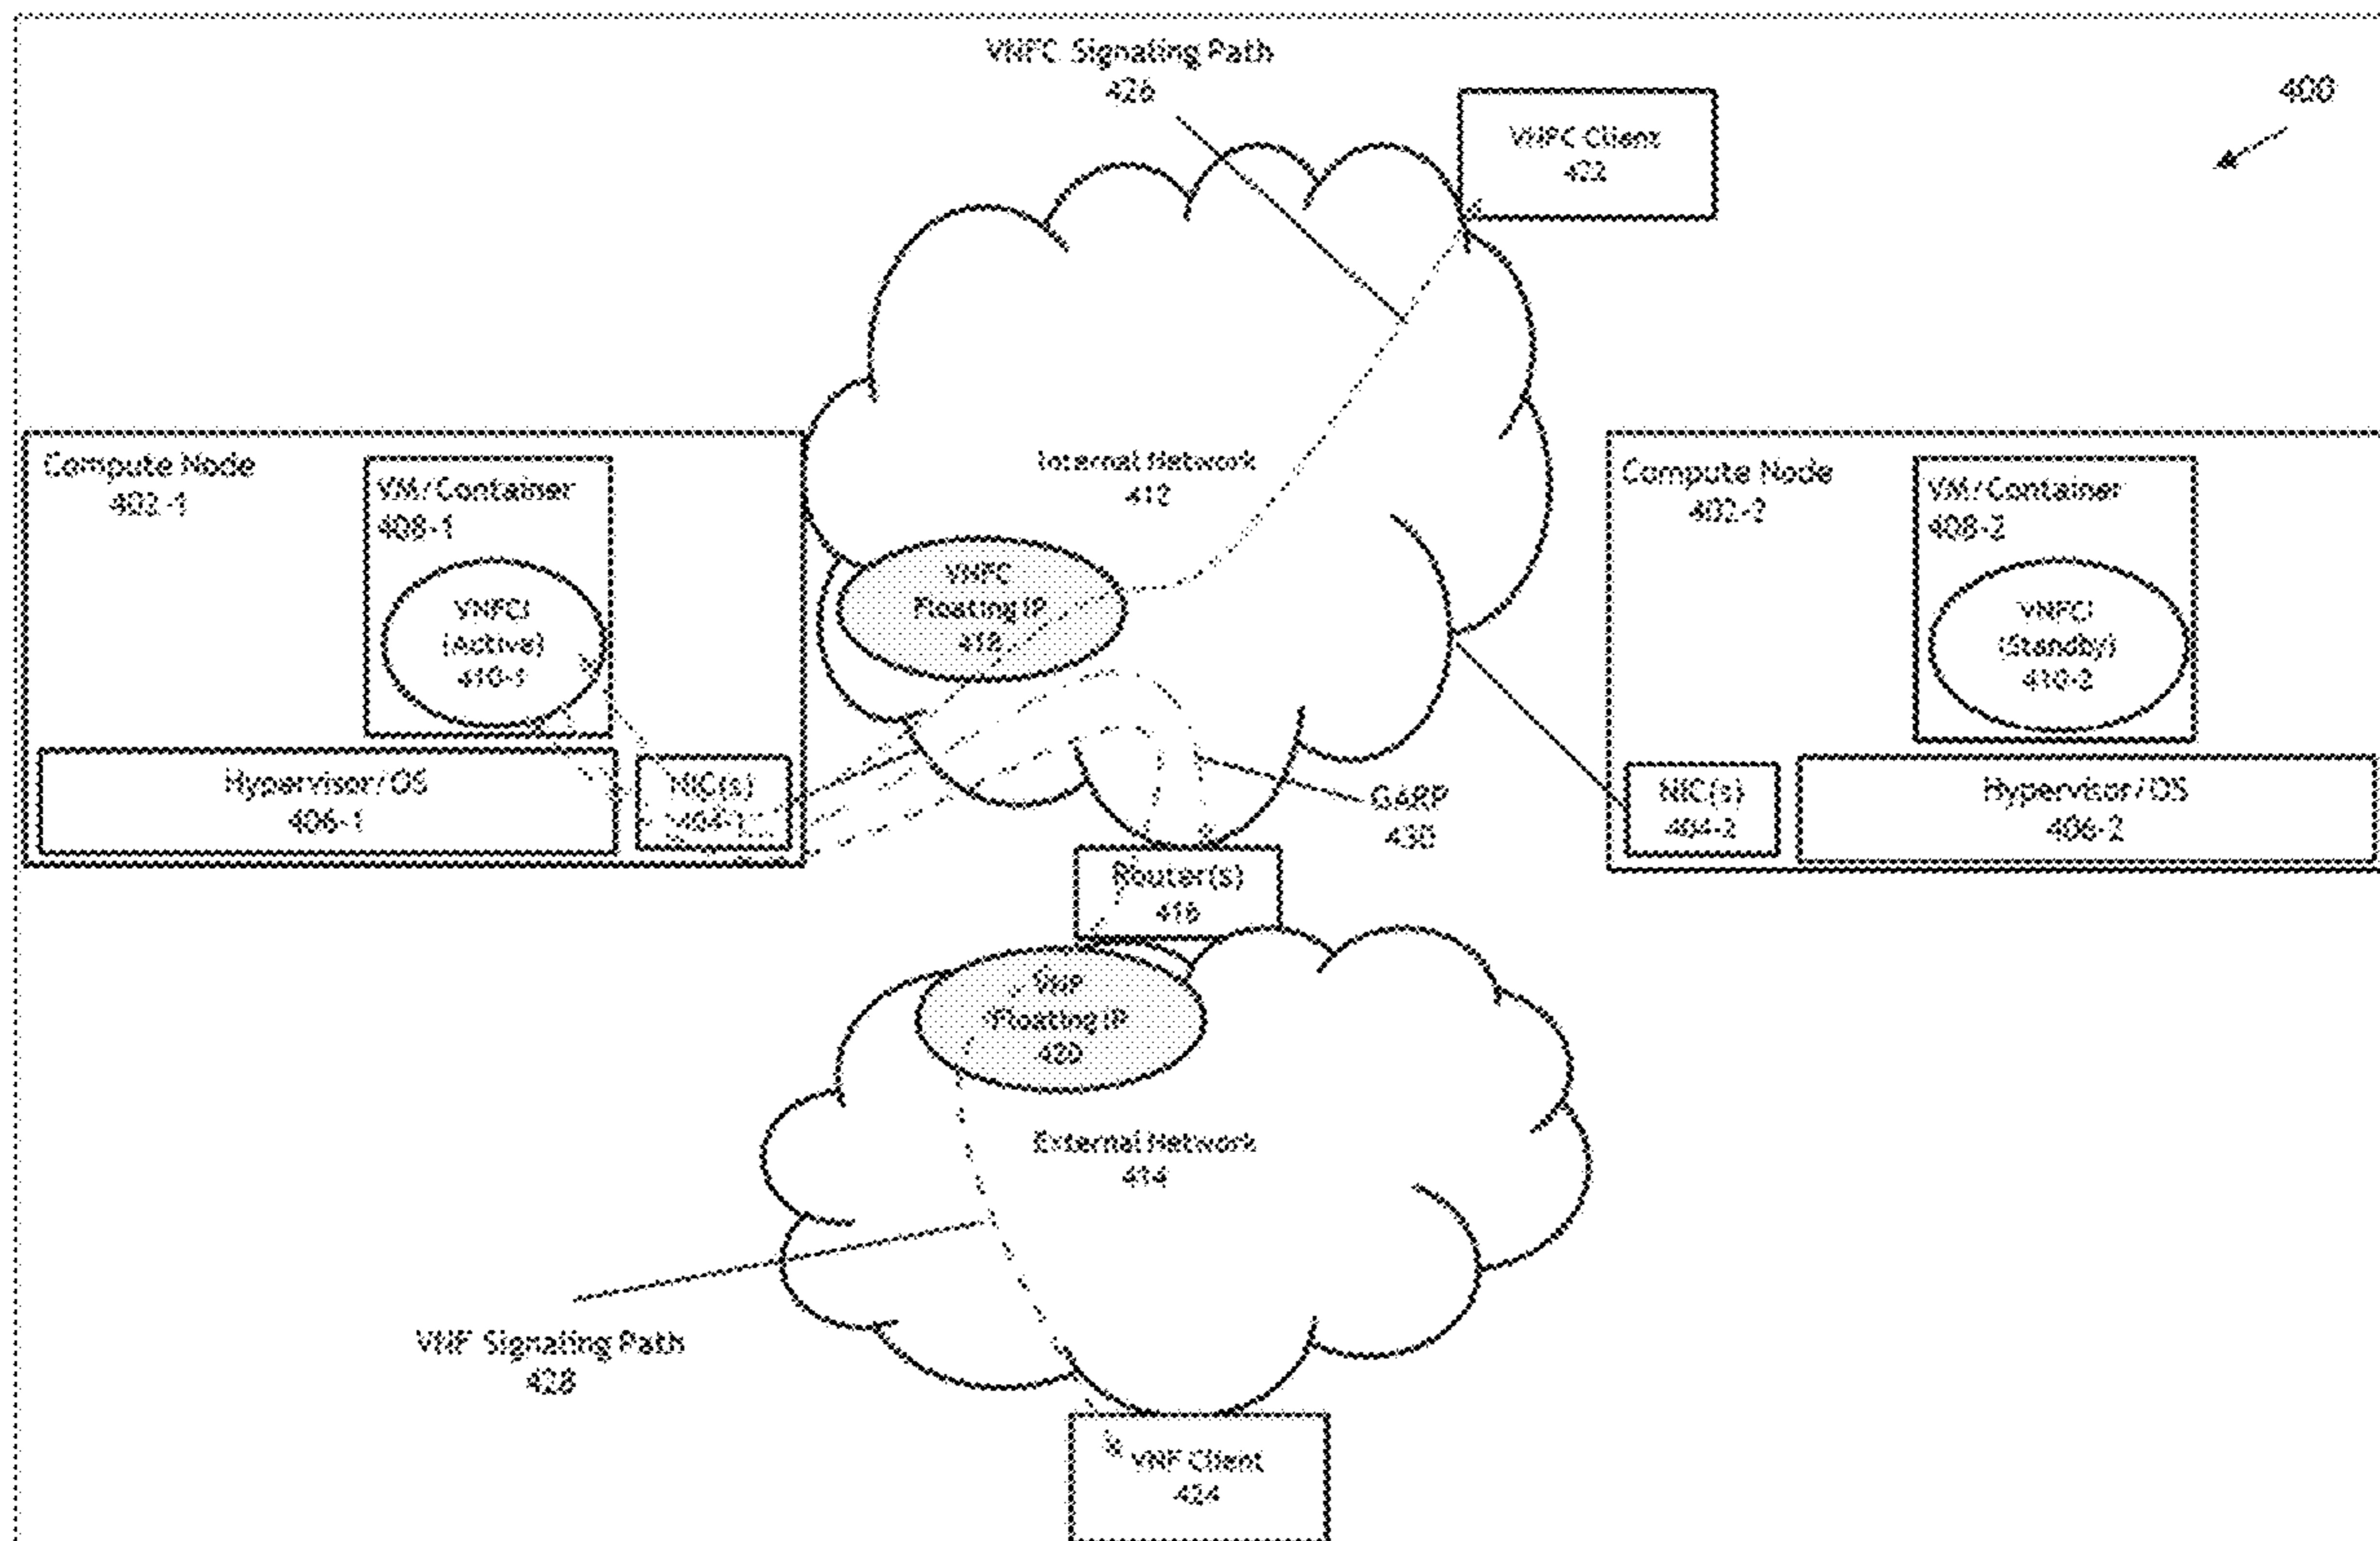 VNFC Signaling Path
426
400
VNFC Client
422
Internal Network
412
Compute Node
402-1
VM/Container
408-1
VNFCI
(Active)
410-1
Hypervisor/OS
406-1
NIC(s)
404-1
VNFC
Floating IP
418
Compute Node
402-2
VM/Container
408-2
VNFCI
(Standby)
410-2
NIC(s)
404-2
Hypervisor/OS
406-2
GARP
430
Router(s)
416
VNF
Floating IP
420
External Network
414
VNF Signaling Path
428
VNF Client
424